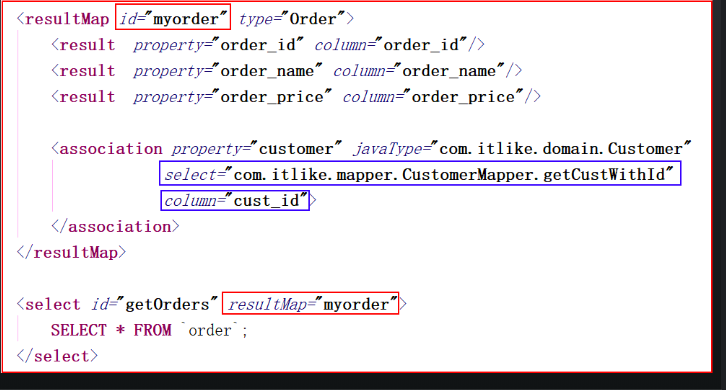 <resultMap id="myorder" type="Order">
<result property="order_id" column="order_id"/>
<result property="order_name" column="order_name"/>
<result property="order_price" column="order_price"/>
<association property="customer" javaType="com.itlike.domain.Customer"
select="com.itlike.mapper.CustomerMapper.getCustWithId"
column="cust_id">
</association>
</resultMap>
<select id="getOrders" resultMap="myorder">
SELECT * FROM `order`;
</select>